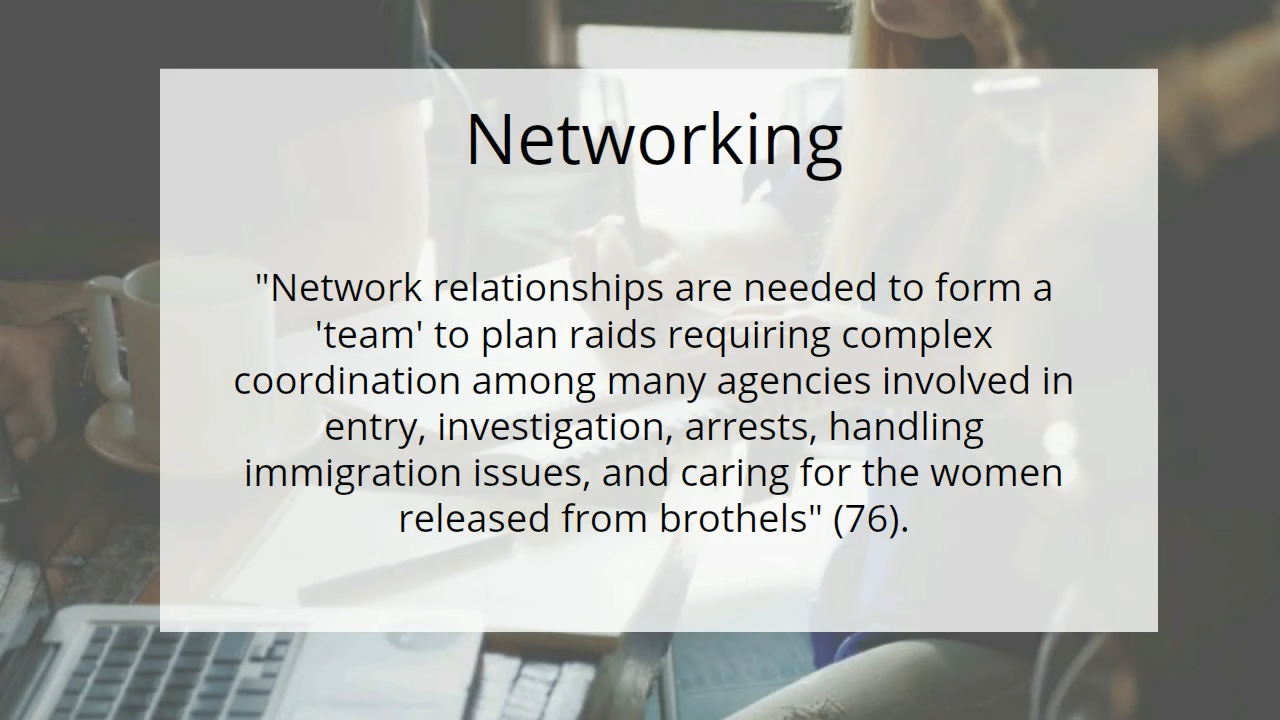 Networking
"Network relationships are needed to form a
'team' to plan raids requiring complex
coordination among many agencies involved in
entry, investigation, arrests, handling
immigration issues, and caring for the women
released from brothels" (76).